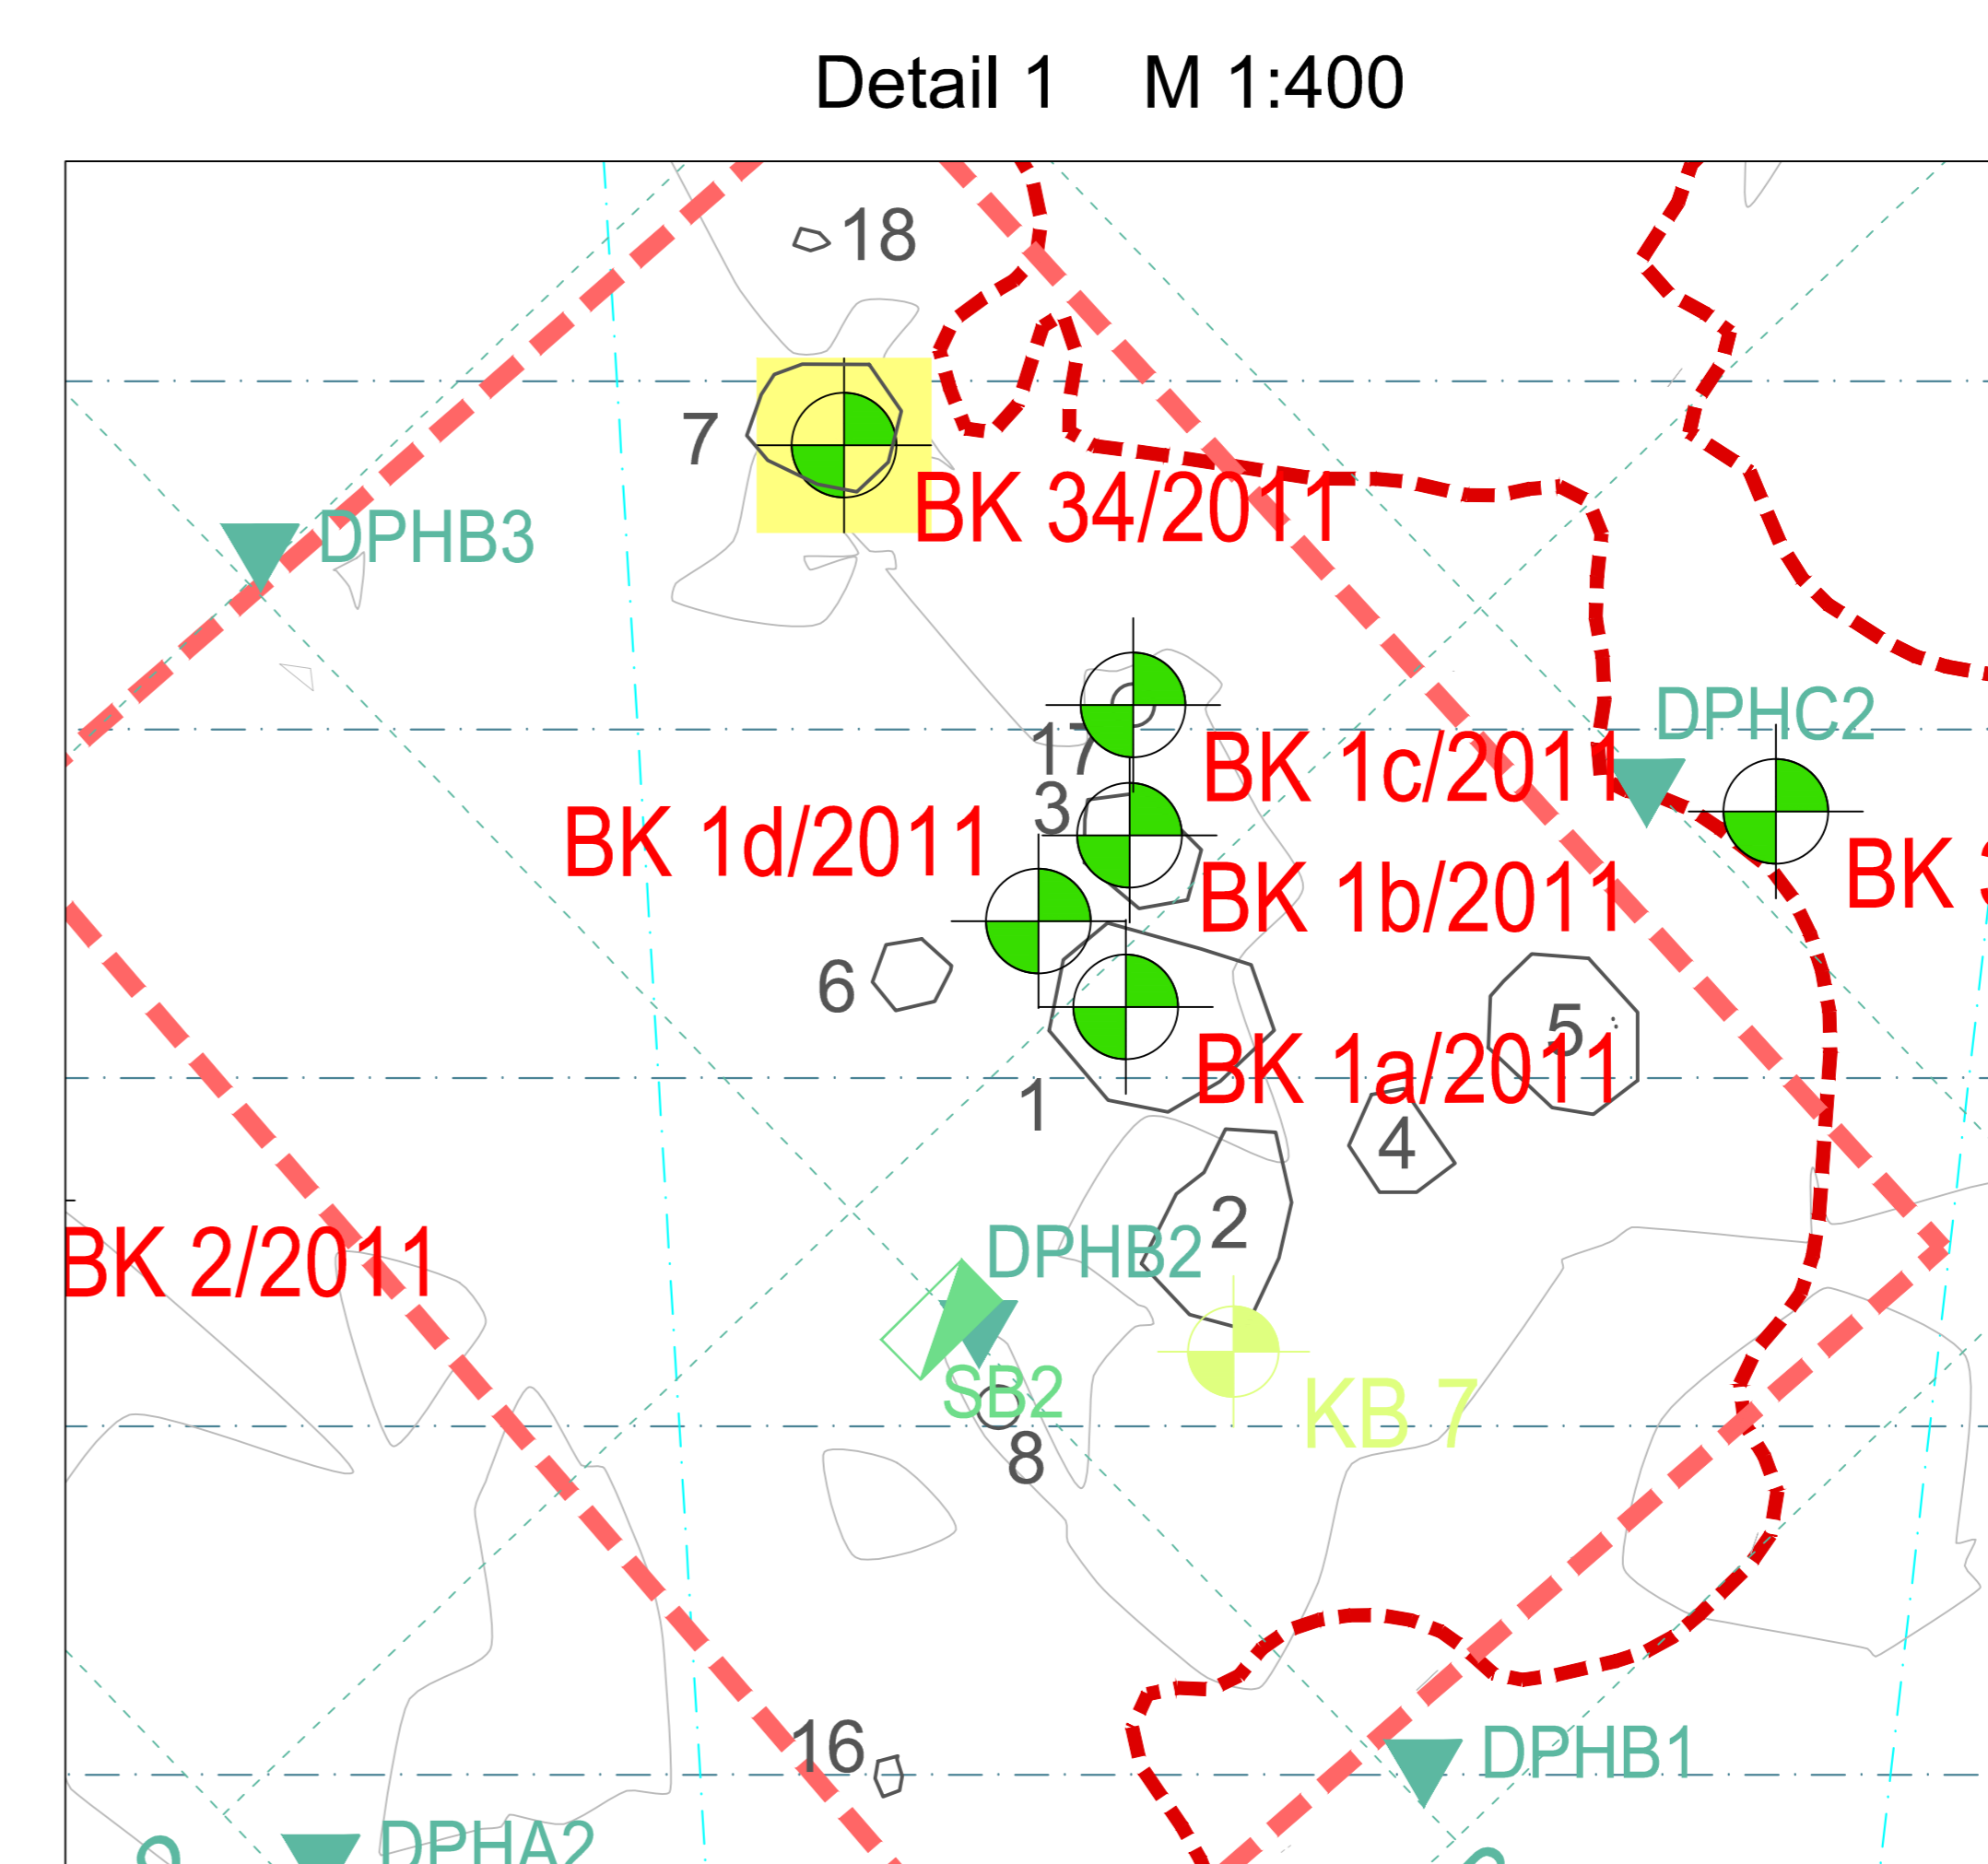 Detail 1 M 1:400
18
7
BK 34/2011
DPHB3
DPHC2
17
BK 1c/2011
3
BK 1d/2011
BK 1b/2011
BK
6
5
BK 1a/2011
1
4
2
DPHB2
BK 2/2011
SB2
KB 7
8
16
DPHB1
DPHA2